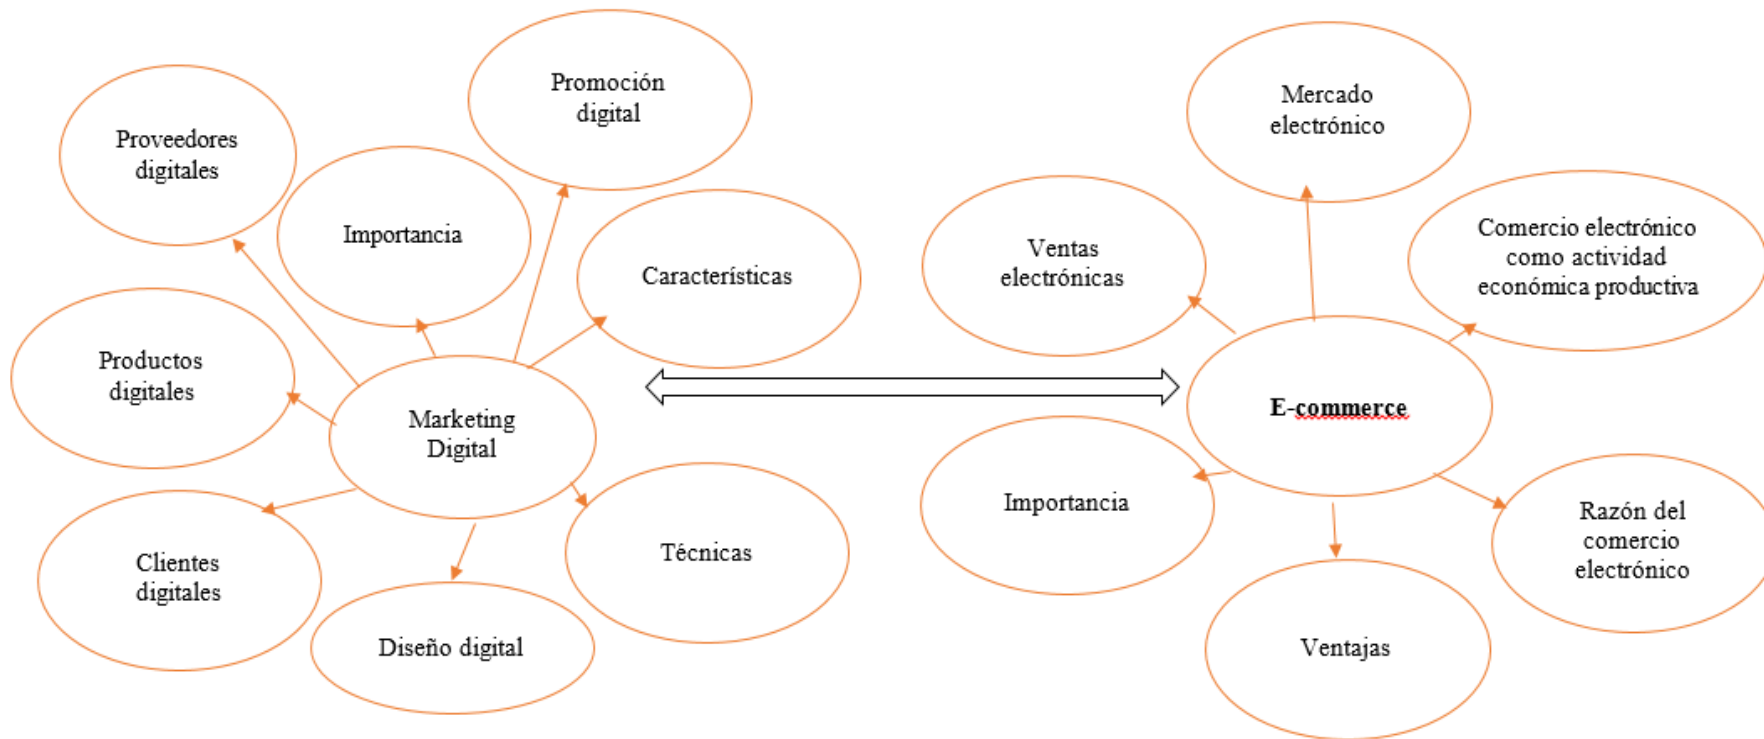 Promoción
digital
Proveedores
digitales
Importancia
Características
Productos
digitales
Marketing
Digital
Clientes
digitales
Técnicas
Diseño digital
Mercado
electrónico
Ventas
electrónicas
Comercio electrónico
como actividad
económica productiva
E-commerce
Importancia
Razón del
comercio
electrónico
Ventajas